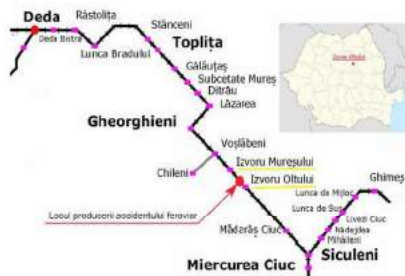 Deda
Răstolița
Stânceni
Deda Bistra
Lunca Bradului
Toplița
Gălăuțaș
Subcetate Mureș
Ditrău
Lăzarea
Gheorghieni
Voșlăbeni
Izvoru Mureșului
Chileni
Izvoru Oltului
Ghimeș
Lunca de Mijloc
Lunca de Sus
Livezi Ciuc
Locul producerii accidentului feroviar
Nădejdea
Mădăraș Ciuc
Mihăileni
Siculeni
Miercurea Ciuc